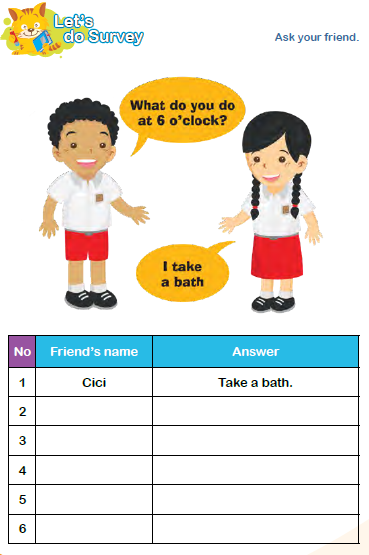 Let's
do Survey
Ask your friend.
What do you do
at 6 o'clock?
I take
a bath
No Friend's name Answer
1 Cici Take a bath.
2
3
4
5
6